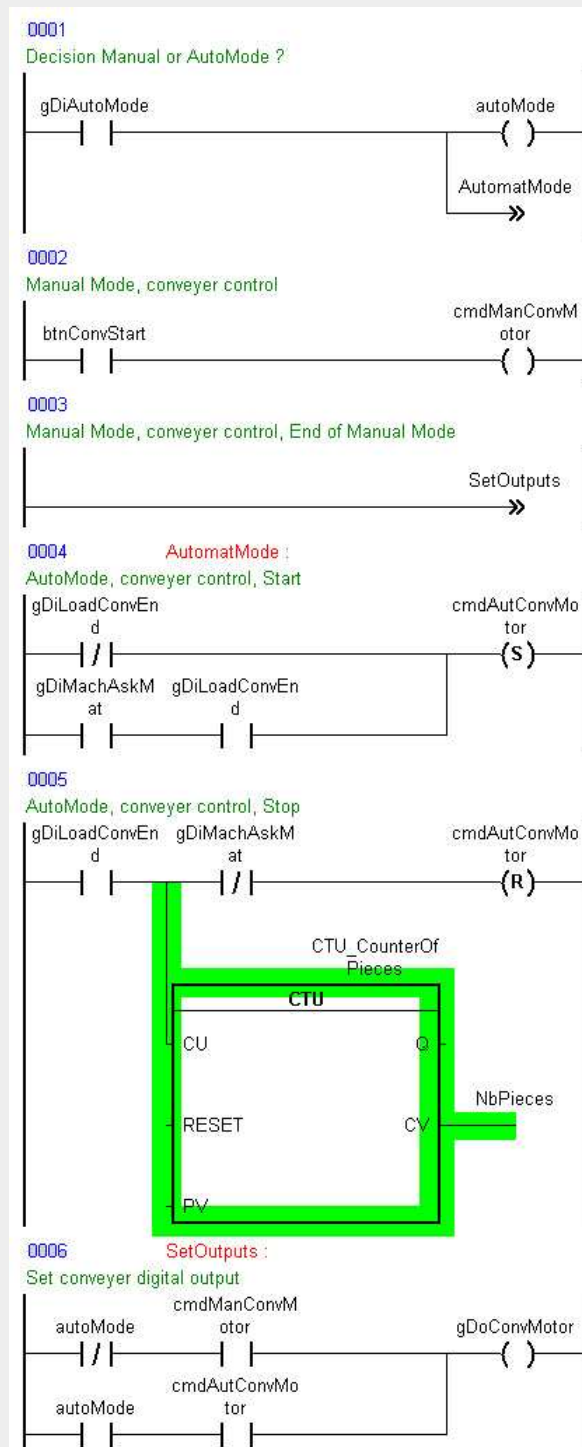 0001
Decision Manual or AutoMode ?
gDiAutoMode
autoMode
AutomatMode
0002
Manual Mode, conveyer control
btnConvStart
cmdManConvM
otor
0003
Manual Mode, conveyer control, End of Manual Mode
SetOutputs
0004 AutomatMode :
AutoMode, conveyer control, Start
gDiLoadConvEn
d
cmdAutConvMo
tor
(S)
gDiMachAskM
at
gDiLoadConvEn
d
0005
AutoMode, conveyer control, Stop
gDiLoadConvEn
d
gDiMachAskM
at
cmdAutConvMo
tor
(R)
CTU_CounterOf
Pieces
CTU
CU Q
NbPieces
RESET CV
PV
0006 SetOutputs :
Set conveyer digital output
autoMode
cmdManConvM
otor
gDoConvMotor
autoMode
cmdAutConvMo
tor